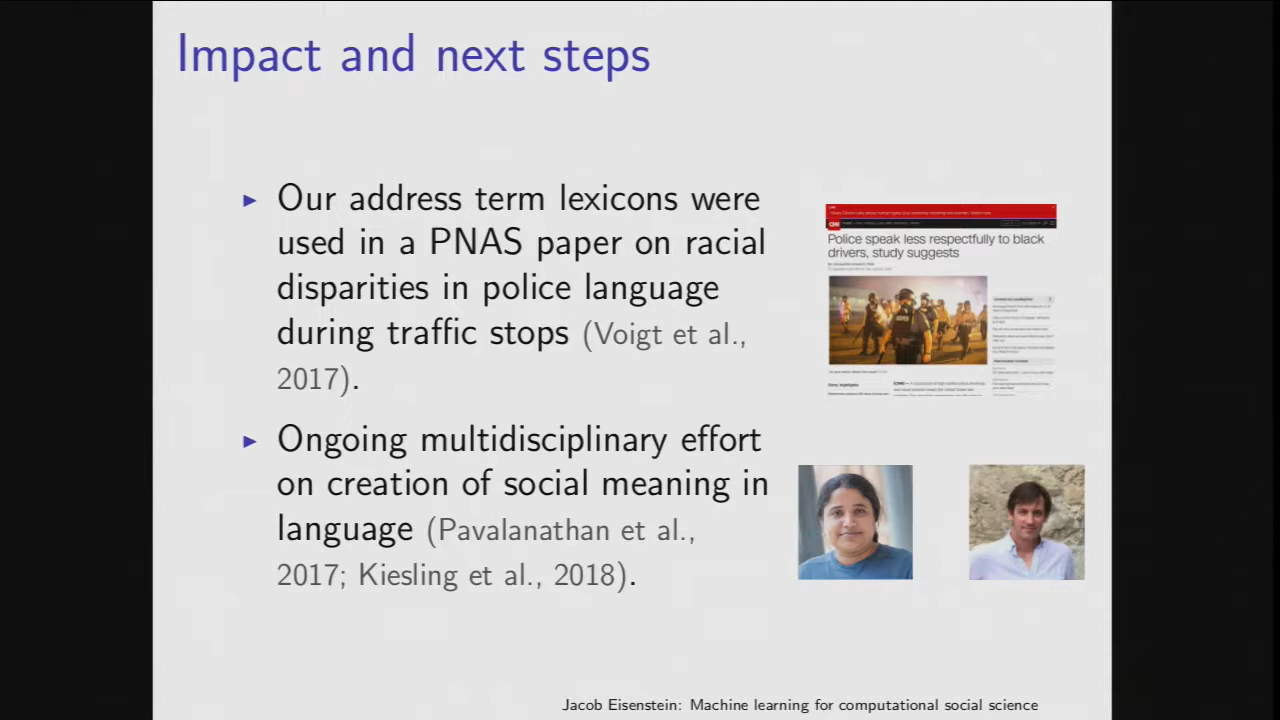 Impact and next steps
▸ Our address term lexicons were
used in a PNAS paper on racial
disparities in police language
during traffic stops (Voigt et al.,
2017).
CNN
Police speak less respectfully to black
drivers, study suggests
▸ Ongoing multidisciplinary effort
on creation of social meaning in
language (Pavalanathan et al.,
2017; Kiesling et al., 2018).
Jacob Eisenstein: Machine learning for computational social science